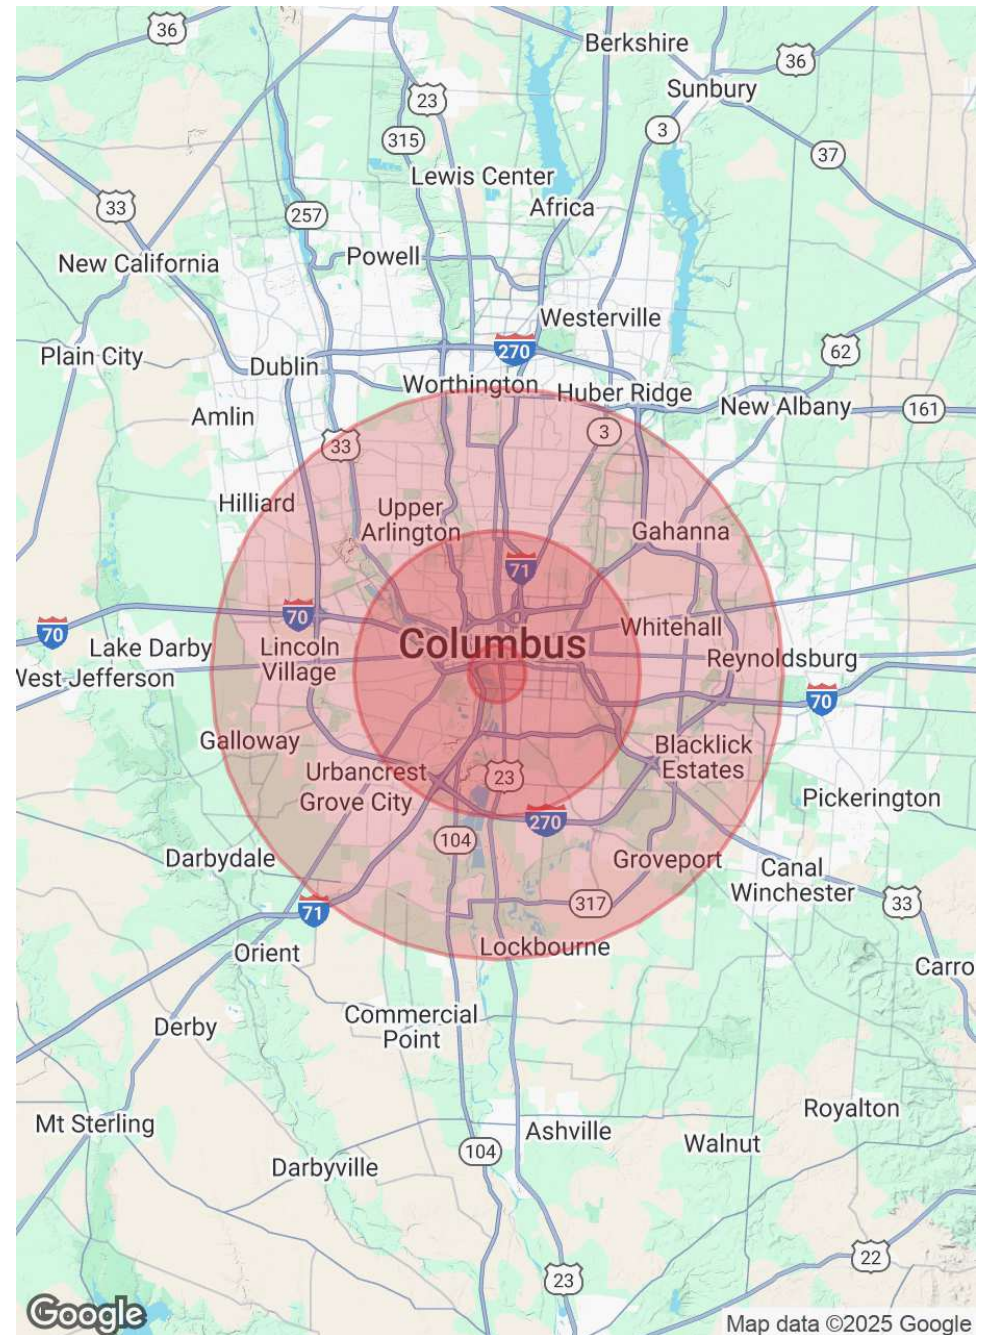 36
Berkshire
36
Sunbury
23
3
315
37
Lewis Center
33
257
Africa
Powell
New California
Westerville
270
62
Plain City
Dublin
Worthington
Huber Ridge
New Albany
161
Amlin
33
3
Hilliard
Upper
Arlington
Gahanna
71
70
70
Columbus
Whitehall
Lake Darby
Lincoln
Village
Reynoldsburg
West Jefferson
70
Galloway
Blacklick
Estates
Urbancrest
23
Grove City
Pickerington
270
104
Darbydale
Groveport
Canal
Winchester
71
317
33
Orient
Lockbourne
Carro
Commercial
Point
Derby
Mt Sterling
Royalton
Ashville
Walnut
104
Darbyville
22
23
Google
Map data ©2025 Google